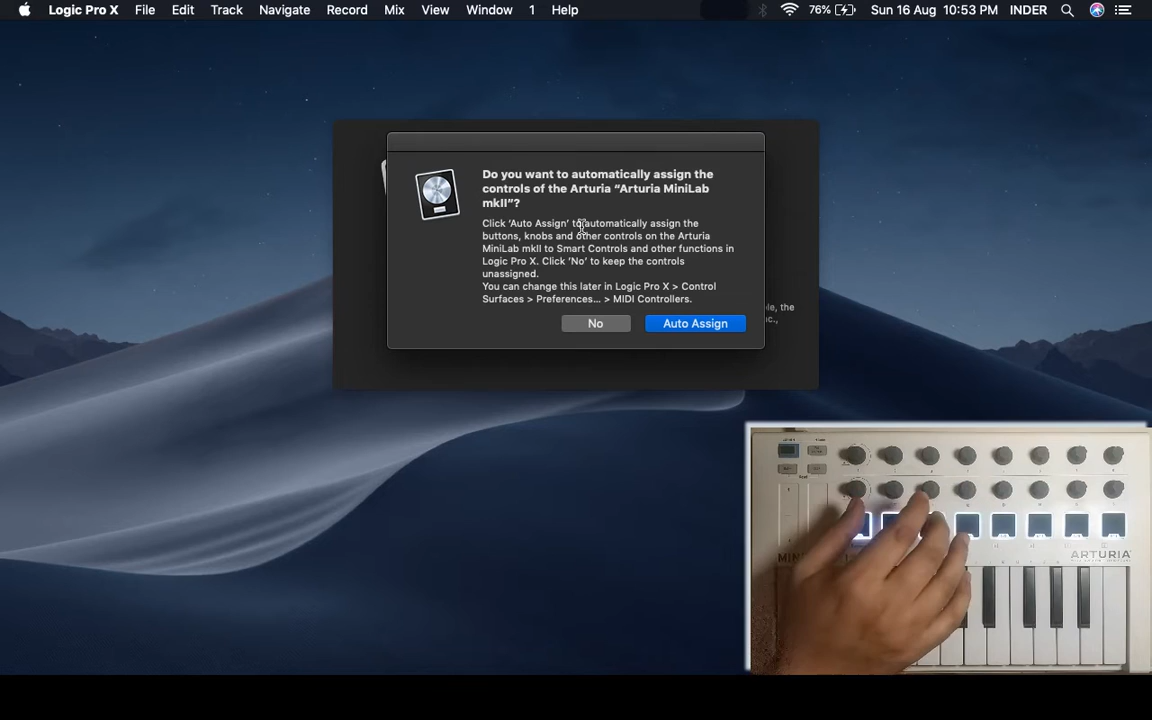 Logic Pro X File Edit Track Navigate Record Mix View Window 1 Help 76% Sun 16 Aug 10:53 PM INDER
Do you want to automatically assign the
controls of the Arturia “Arturia MiniLab
mkII”?
Click ‘Auto Assign’ to automatically assign the
buttons, knobs and other controls on the Arturia
MiniLab mkII to Smart Controls and other functions in
Logic Pro X. Click ‘No’ to keep the controls
unassigned.
You can change this later in Logic Pro X > Control
Surfaces > Preferences... > MIDI Controllers.
ple, the
nc.,
No Auto Assign
ARTURIA
MINI